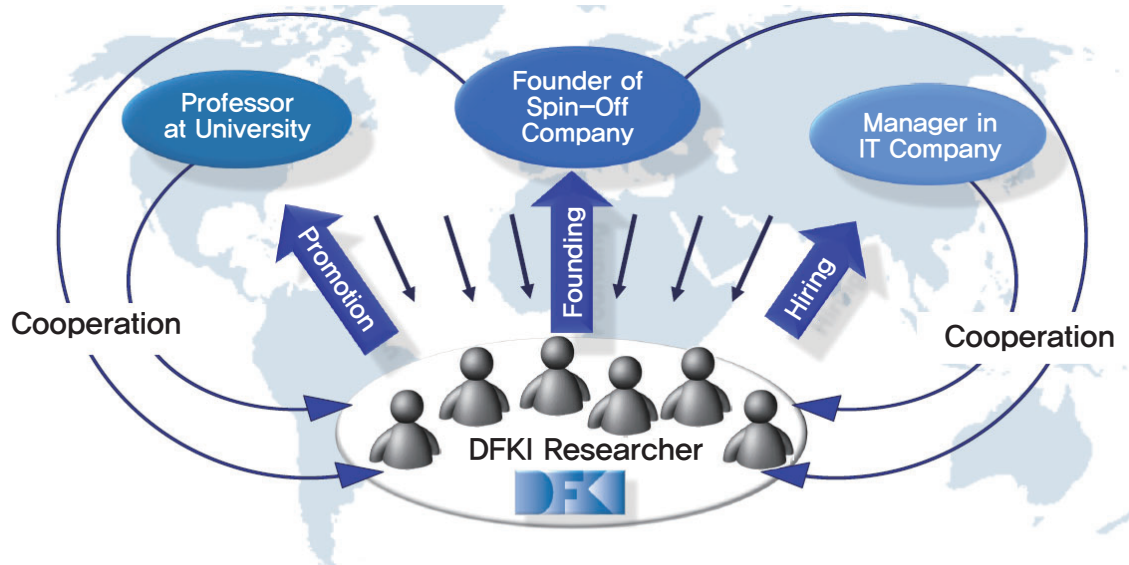 Professor
at University
Founder of
Spin-Off
Company
Manager in
IT Company
Promotion
Founding
Hiring
Cooperation
Cooperation
DFKI Researcher
DFKI